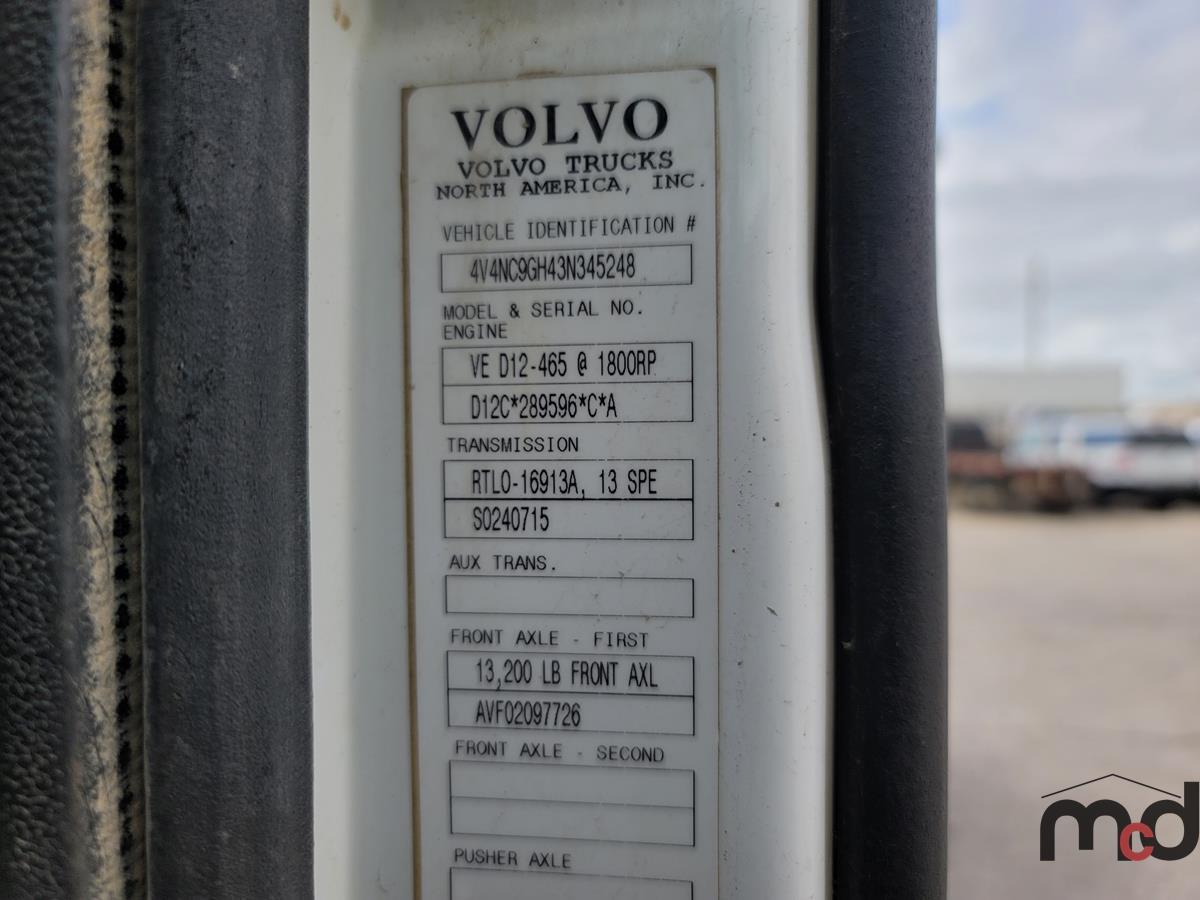 VOLVO
VOLVO TRUCKS
NORTH AMERICA, INC.
VEHICLE IDENTIFICATION #
4V4NC9GH43N345248
MODEL & SERIAL NO.
ENGINE
VE D12-465 @ 1800RP
D12C*289596*C*A
TRANSMISSION
RTLO-16913A, 13 SPE
S0240715
AUX TRANS.
FRONT AXLE - FIRST
13,200 LB FRONT AXL
AVF02097726
FRONT AXLE - SECOND
PUSHER AXLE
mcd